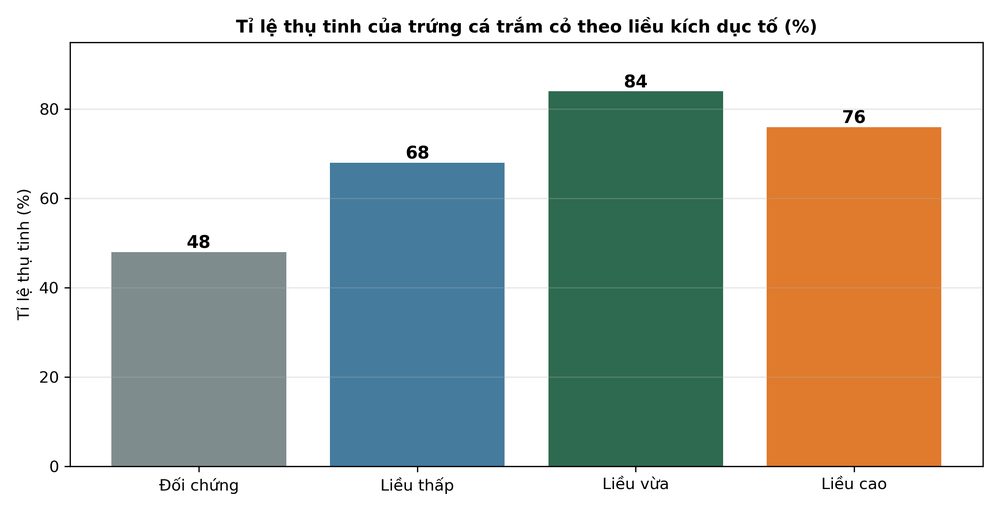 Tỉ lệ thụ tinh của trứng cá trắm cỏ theo liều kích dục tố (%)
Tỉ lệ thụ tinh (%)
80
60
40
20
0
48
68
84
76
Đối chứng
Liều thấp
Liều vừa
Liều cao